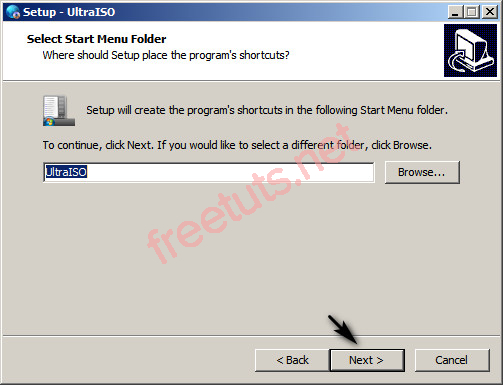 Setup - UltraISO
Select Start Menu Folder
Where should Setup place the program's shortcuts?
Setup will create the program's shortcuts in the following Start Menu folder.
To continue, click Next. If you would like to select a different folder, click Browse.
UltraISO
Browse...
freetuts.net
< Back
Next >
Cancel